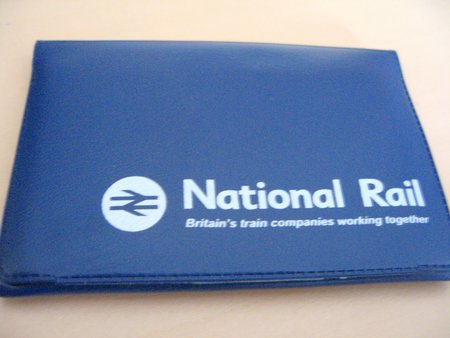 National Rail
Britain's train companies working together